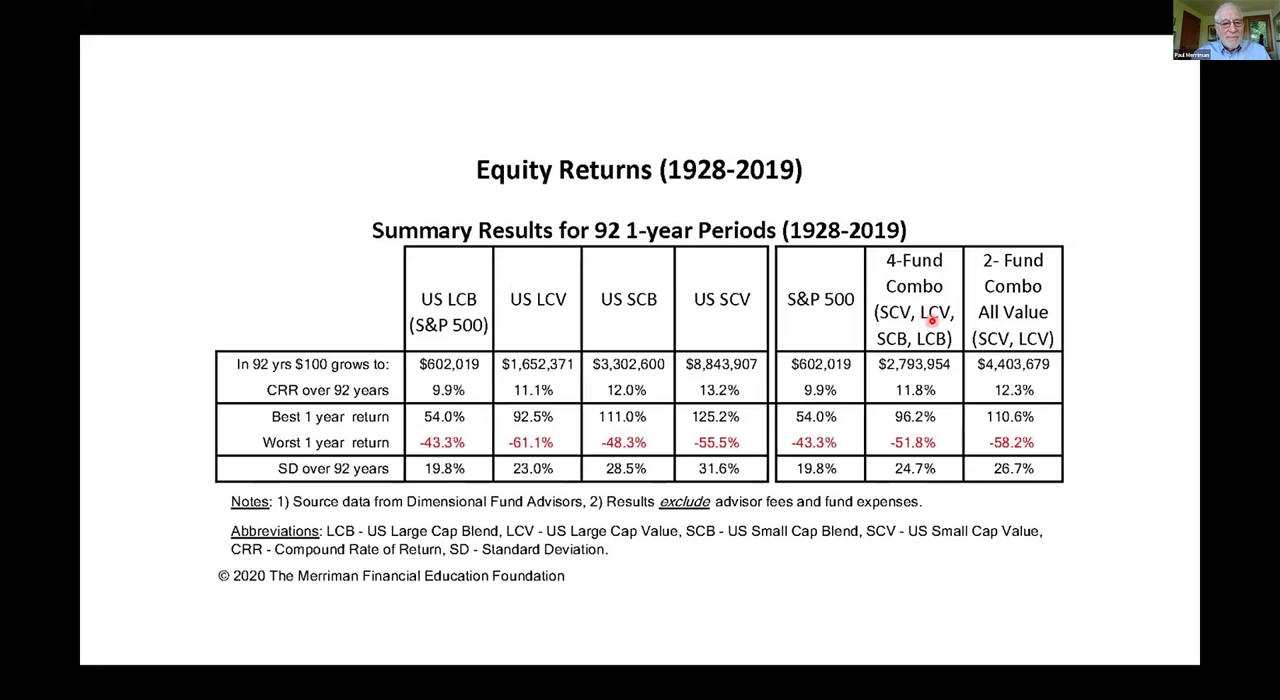 Paul Merriman
Equity Returns (1928-2019)
Summary Results for 92 1-year Periods (1928-2019)
US LCB (S&P 500) US LCV US SCB US SCV S&P 500 4-Fund Combo (SCV, LCV, SCB, LCB) 2- Fund Combo All Value (SCV, LCV)
In 92 yrs $100 grows to: $602,019 $1,652,371 $3,302,600 $8,843,907 $602,019 $2,793,954 $4,403,679
CRR over 92 years 9.9% 11.1% 12.0% 13.2% 9.9% 11.8% 12.3%
Best 1 year return 54.0% 92.5% 111.0% 125.2% 54.0% 96.2% 110.6%
Worst 1 year return -43.3% -61.1% -48.3% -55.5% -43.3% -51.8% -58.2%
SD over 92 years 19.8% 23.0% 28.5% 31.6% 19.8% 24.7% 26.7%
Notes: 1) Source data from Dimensional Fund Advisors, 2) Results exclude advisor fees and fund expenses.
Abbreviations: LCB - US Large Cap Blend, LCV - US Large Cap Value, SCB - US Small Cap Blend, SCV - US Small Cap Value,
CRR - Compound Rate of Return, SD - Standard Deviation.
© 2020 The Merriman Financial Education Foundation